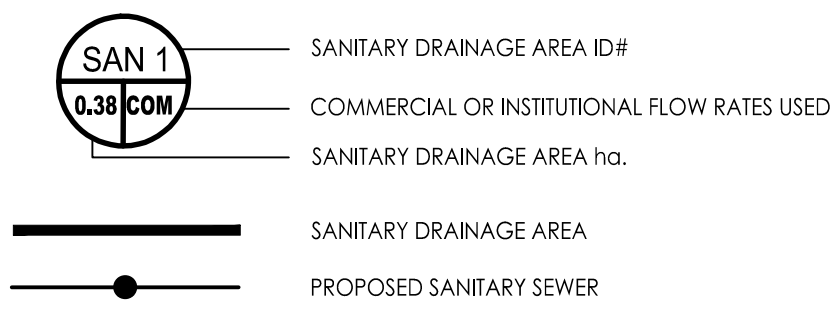 SAN 1
0.38 COM
SANITARY DRAINAGE AREA ID#
COMMERCIAL OR INSTITUTIONAL FLOW RATES USED
SANITARY DRAINAGE AREA ha.
SANITARY DRAINAGE AREA
PROPOSED SANITARY SEWER